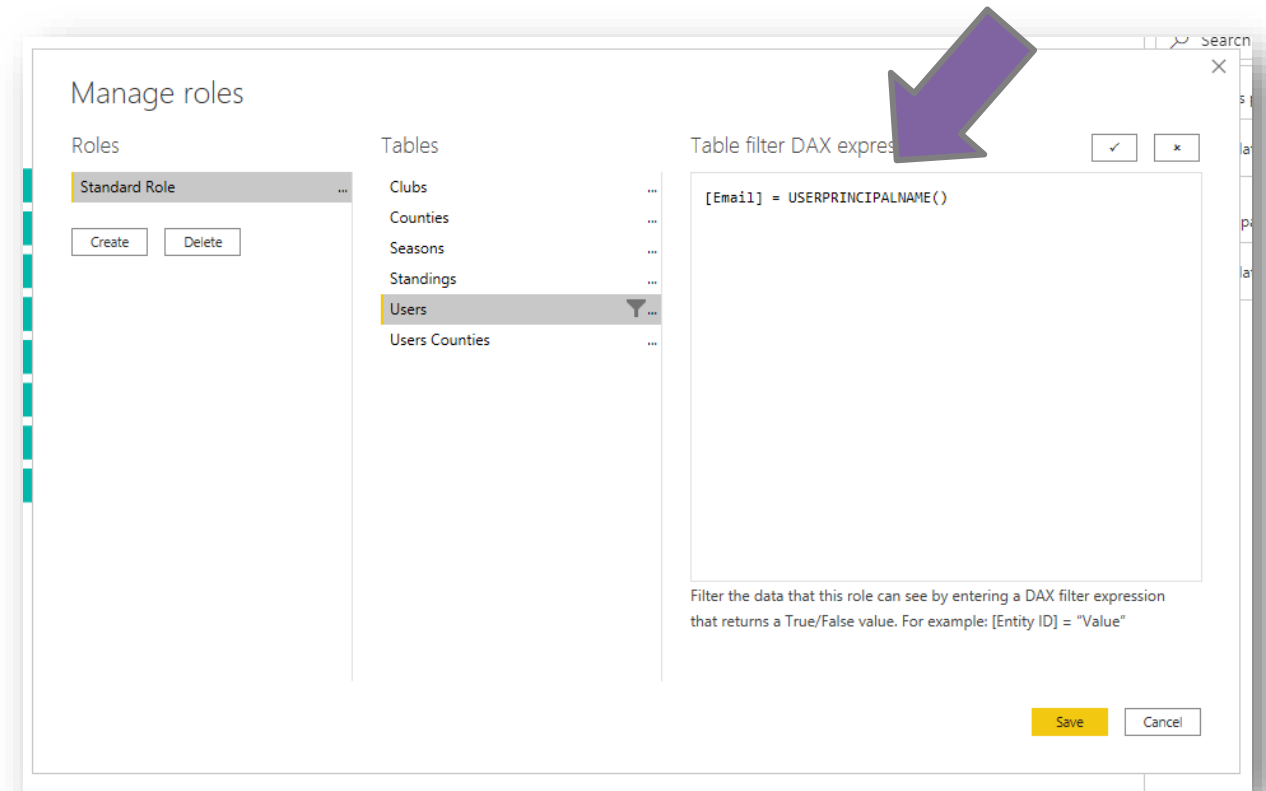 Search
Manage roles
Roles
Tables
Table filter DAX expres
Standard Role
...
Create
Delete
Clubs
...
Counties
...
Seasons
...
Standings
...
Users
...
Users Counties
...
[Email] = USERPRINCIPALNAME()
Filter the data that this role can see by entering a DAX filter expression
that returns a True/False value. For example: [Entity ID] = "Value"
Save
Cancel